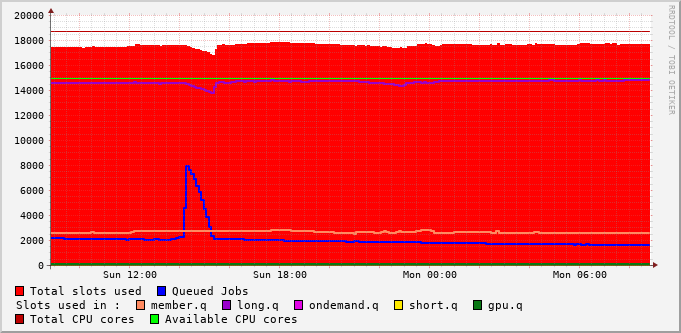 RRDTOOL / TOBI OETIKER
20000
18000
16000
14000
12000
10000
8000
6000
4000
2000
0
Sun 12:00 Sun 18:00 Mon 00:00 Mon 06:00
Total slots used Queued Jobs
Slots used in : member.q long.q ondemand.q short.q gpu.q
Total CPU cores Available CPU cores